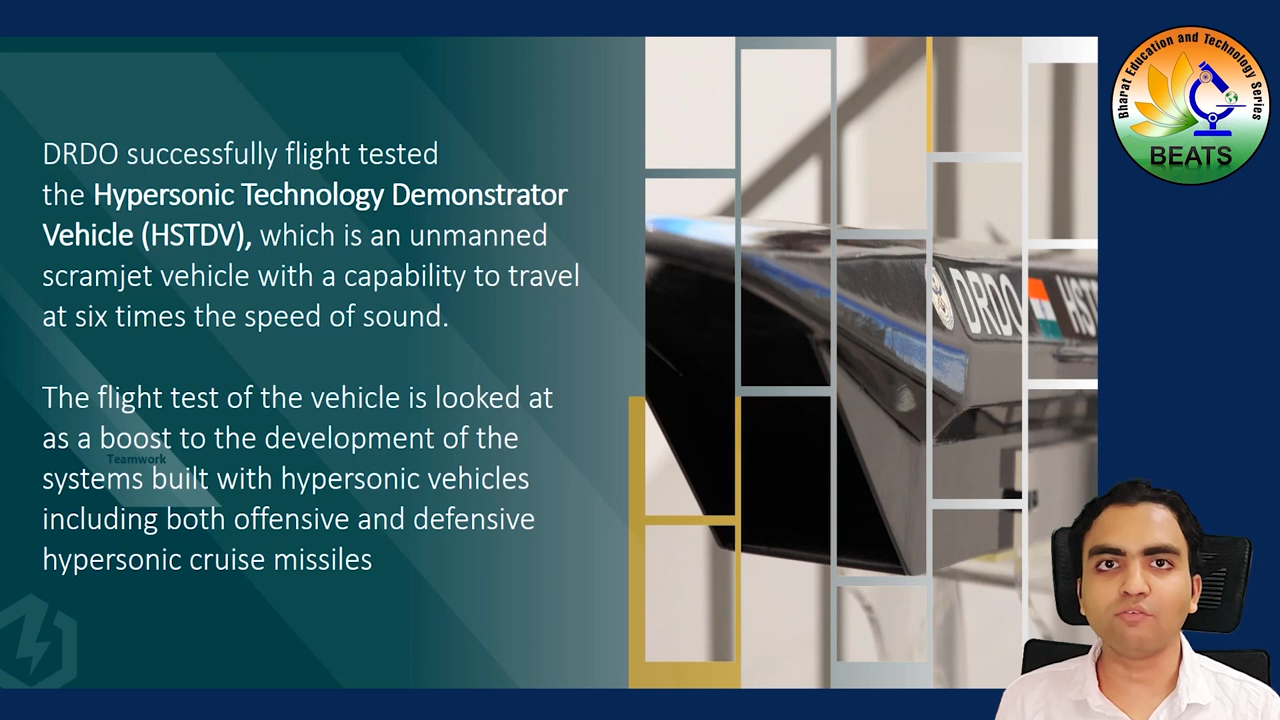 DRDO successfully flight tested
the Hypersonic Technology Demonstrator
Vehicle (HSTDV), which is an unmanned
scramjet vehicle with a capability to travel
at six times the speed of sound.
The flight test of the vehicle is looked at
as a boost to the development of the
Teamwork
systems built with hypersonic vehicles
including both offensive and defensive
hypersonic cruise missiles
DRDO
Bharat Education and Technology Series
BEATS